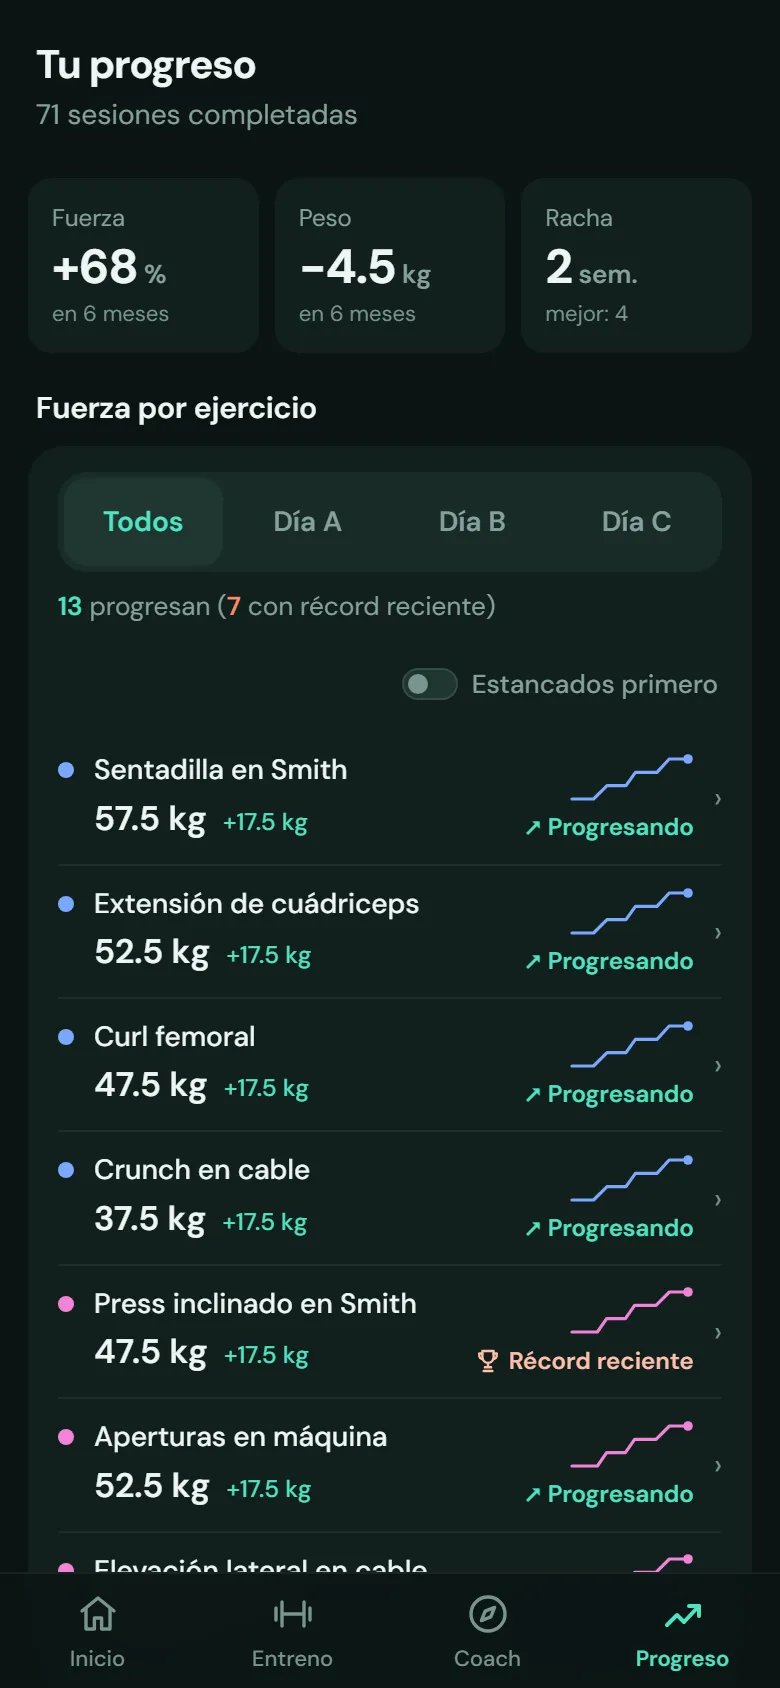 Tu progreso
71 sesiones completadas
Fuerza
+68 %
en 6 meses
Peso
−4.5 kg
en 6 meses
Racha
2 sem.
mejor: 4
Fuerza por ejercicio
Todos
Día A
Día B
Día C
13 progresan (7 con récord reciente)
Estancados primero
Sentadilla en Smith
57.5 kg +17.5 kg
↗ Progresando
Extensión de cuádriceps
52.5 kg +17.5 kg
↗ Progresando
Curl femoral
47.5 kg +17.5 kg
↗ Progresando
Crunch en cable
37.5 kg +17.5 kg
↗ Progresando
Press inclinado en Smith
47.5 kg +17.5 kg
Récord reciente
Aperturas en máquina
52.5 kg +17.5 kg
↗ Progresando
Elevación lateral en cable
Inicio
Entreno
Coach
Progreso